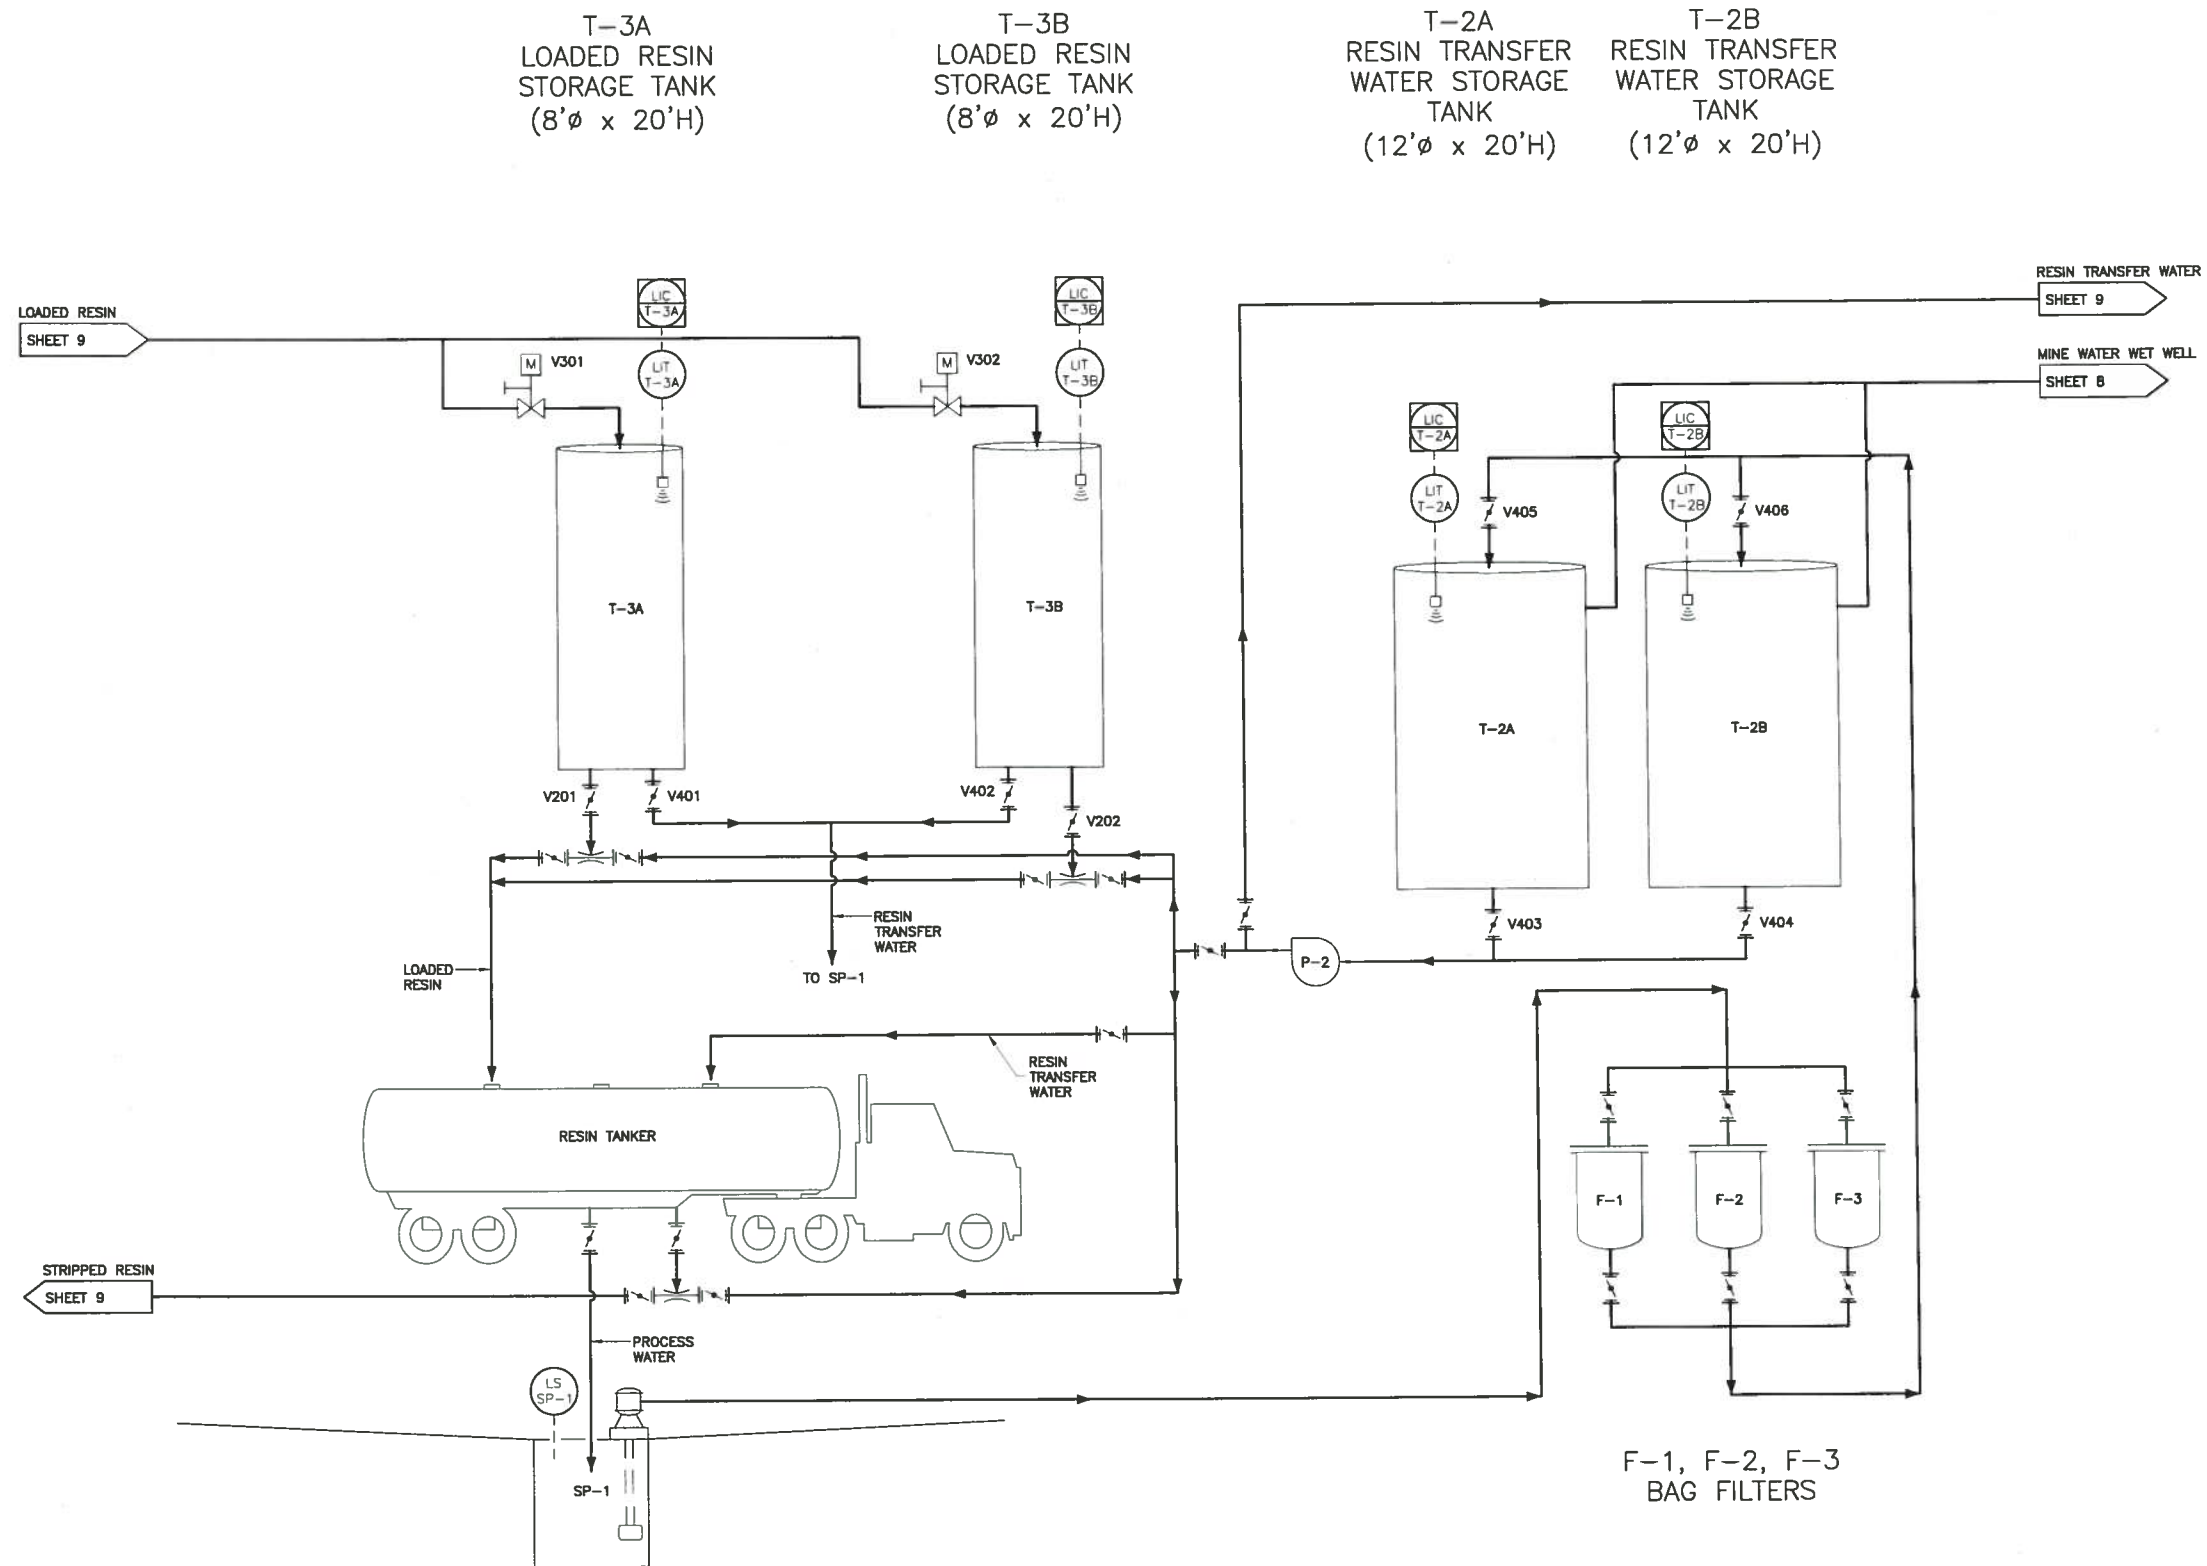 T-3A
LOADED RESIN
STORAGE TANK
(8'ø x 20'H)
T-3B
LOADED RESIN
STORAGE TANK
(8'ø x 20'H)
T-2A
RESIN TRANSFER
WATER STORAGE
TANK
(12'ø x 20'H)
T-2B
RESIN TRANSFER
WATER STORAGE
TANK
(12'ø x 20'H)
LOADED RESIN
SHEET 9
RESIN TRANSFER WATER
SHEET 9
MINE WATER WET WELL
SHEET 8
LIC
T-3A
LIT
T-3A
M
V301
LIC
T-3B
LIT
T-3B
M
V302
LIC
T-2A
LIT
T-2A
V405
LIC
T-2B
LIT
T-2B
V406
T-3A
T-3B
T-2A
T-2B
V201
V401
V402
V202
V403
V404
RESIN
TRANSFER
WATER
TO SP-1
LOADED
RESIN
P-2
RESIN
TRANSFER
WATER
RESIN TANKER
F-1
F-2
F-3
STRIPPED RESIN
SHEET 9
PROCESS
WATER
LS
SP-1
SP-1
F-1, F-2, F-3
BAG FILTERS